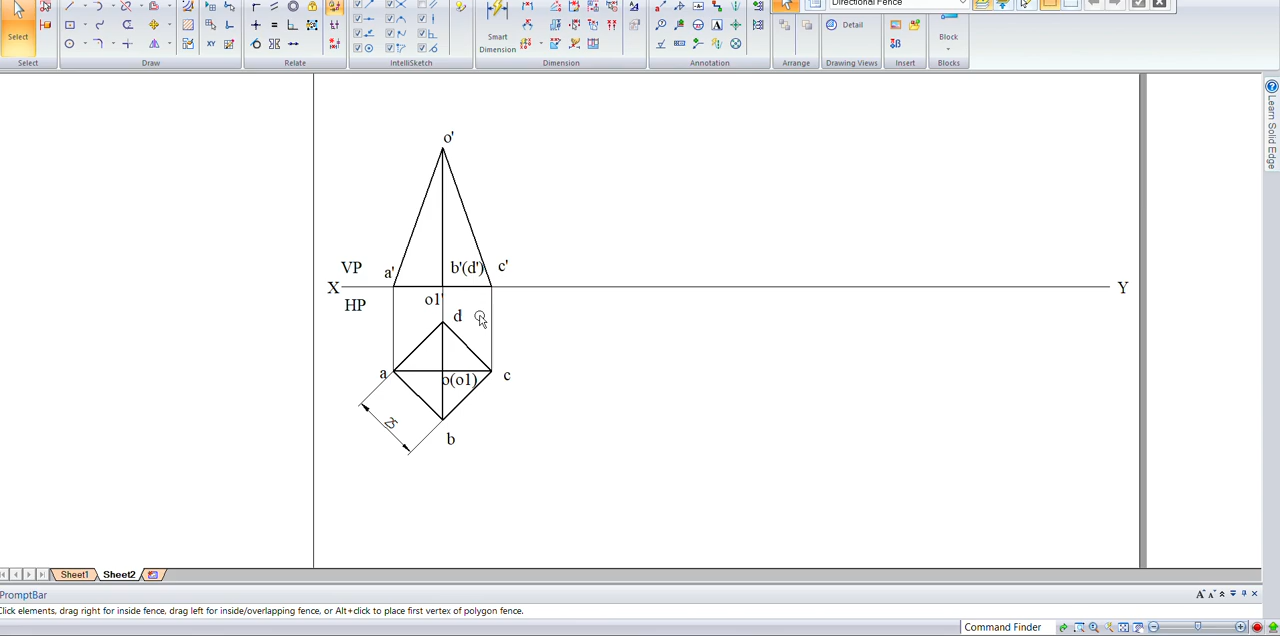 Directional Fence
Select
Smart
Dimension
Detail
Block
Select
Draw
Relate
IntelliSketch
Dimension
Annotation
Arrange
Drawing Views
Insert
Blocks
Learn Solid Edge
o'
VP
a'
b'(d')
c'
X
Y
HP
o1'
d
a
o(o1)
c
25
b
Sheet1
Sheet2
PromptBar
Click elements, drag right for inside fence, drag left for inside/overlapping fence, or Alt+click to place first vertex of polygon fence.
Command Finder